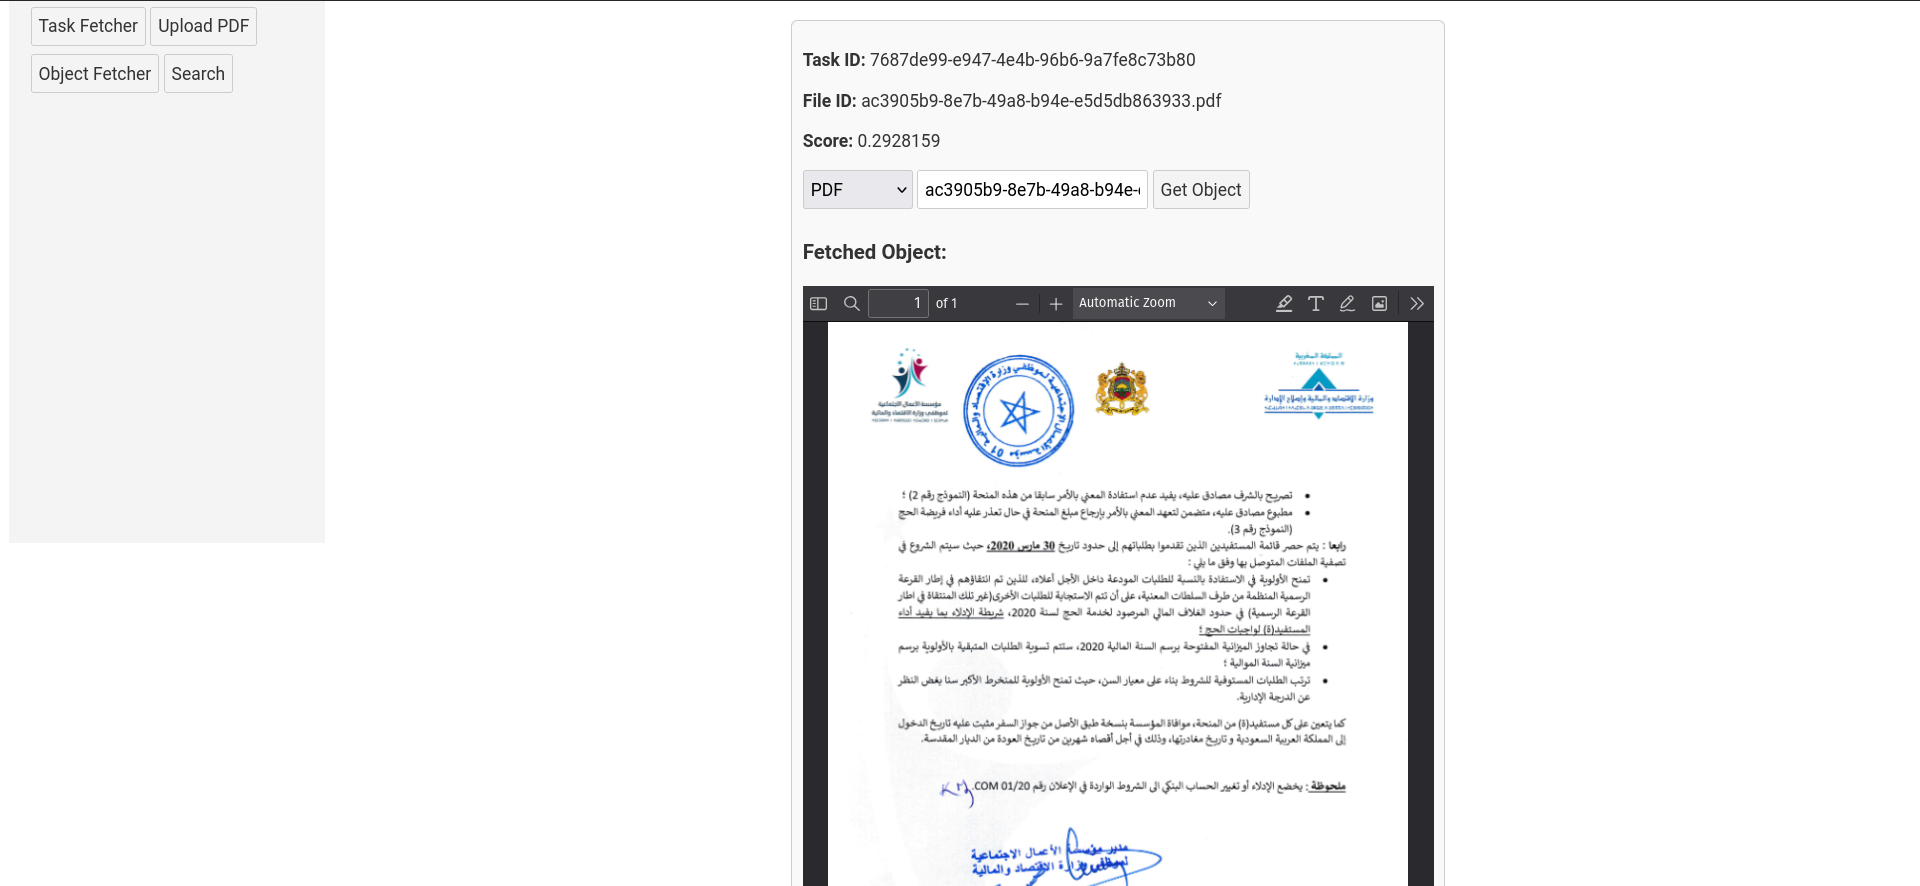 Task Fetcher
Upload PDF
Object Fetcher
Search
Task ID: 7687de99-e947-4e4b-96b6-9a7fe8c73b80
File ID: ac3905b9-8e7b-49a8-b94e-e5d5db863933.pdf
Score: 0.2928159
PDF
ac3905b9-8e7b-49a8-b94e-
Get Object
Fetched Object:
1 of 1
Automatic Zoom
المملكة المغربية
وزارة الاقتصاد والمالية وإصلاح الإدارة
مؤسسة الأعمال الاجتماعية
لموظفي وزارة الاقتصاد والمالية
مؤسسة الأعمال الاجتماعية لموظفي وزارة الاقتصاد والمالية 01
• تصريح بالشرف مصادق عليه، يفيد عدم استفادة المعني بالأمر سابقا من هذه المنحة (النموذج رقم 2) ؛
• مطبوع مصادق عليه، متضمن لتعهد المعني بالأمر بإرجاع مبلغ المنحة في حال تعذر عليه أداء فريضة الحج
(النموذج رقم 3).
رابعا : يتم حصر قائمة المستفيدين الذين تقدموا بطلباتهم إلى حدود تاريخ 30 مارس 2020، حيث سيتم الشروع في
تصفية الملفات المتوصل بها وفق ما يلي :
• تمنح الأولوية في الاستفادة بالنسبة للطلبات المودعة داخل الأجل أعلاه، للذين تم انتقاؤهم في إطار القرعة
الرسمية المنظمة من طرف السلطات المعنية، على أن تتم الاستجابة للطلبات الأخرى(غير تلك المنتقاة في اطار
القرعة الرسمية) في حدود الغلاف المالي المرصود لخدمة الحج لسنة 2020، شريطة الإدلاء بما يفيد أداء
المستفيد(ة) لواجبات الحج ؛
• في حالة تجاوز الميزانية المفتوحة برسم السنة المالية 2020، ستتم تسوية الطلبات المتبقية بالأولوية برسم
ميزانية السنة الموالية ؛
• ترتب الطلبات المستوفية للشروط بناء على معيار السن، حيث تمنح الأولوية للمنخرط الأكبر سنا بغض النظر
عن الدرجة الإدارية.
كما يتعين على كل مستفيد(ة) من المنحة، موافاة المؤسسة بنسخة طبق الأصل من جواز السفر مثبت عليه تاريخ الدخول
إلى المملكة العربية السعودية و تاريخ مغادرتها، وذلك في أجل أقصاه شهرين من تاريخ العودة من الديار المقدسة.
ملحوظة : يخضع الإدلاء أو تغيير الحساب البنكي الى الشروط الواردة في الإعلان رقم COM 01/20.
مدير مؤسسة الأعمال الاجتماعية
لموظفي وزارة الاقتصاد والمالية